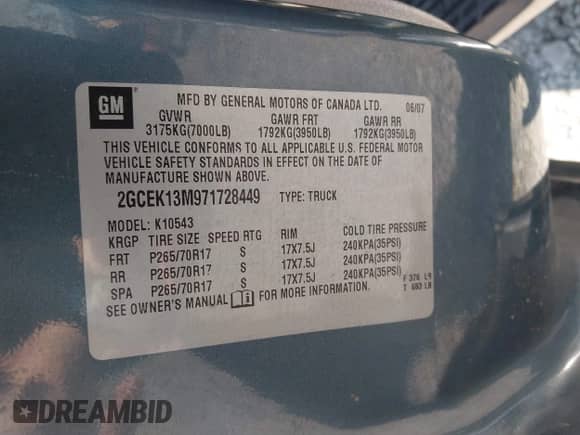 GM
MFD BY GENERAL MOTORS OF CANADA LTD. 06/07
GVWR GAWR FRT GAWR RR
3175KG(7000LB) 1792KG(3950LB) 1792KG(3950LB)
THIS VEHICLE CONFORMS TO ALL APPLICABLE U.S. FEDERAL MOTOR
VEHICLE SAFETY STANDARDS IN EFFECT ON THE DATE OF
MANUFACTURE SHOWN ABOVE.
2GCEK13M971728449 TYPE: TRUCK
MODEL: K10543
KRGP TIRE SIZE SPEED RTG RIM COLD TIRE PRESSURE
FRT P265/70R17 S 17X7.5J 240KPA(35PSI)
RR P265/70R17 S 17X7.5J 240KPA(35PSI)
SPA P265/70R17 S 17X7.5J 240KPA(35PSI)
SEE OWNER'S MANUAL FOR MORE INFORMATION.
F 376 L9
T 683 LR
DREAMBID